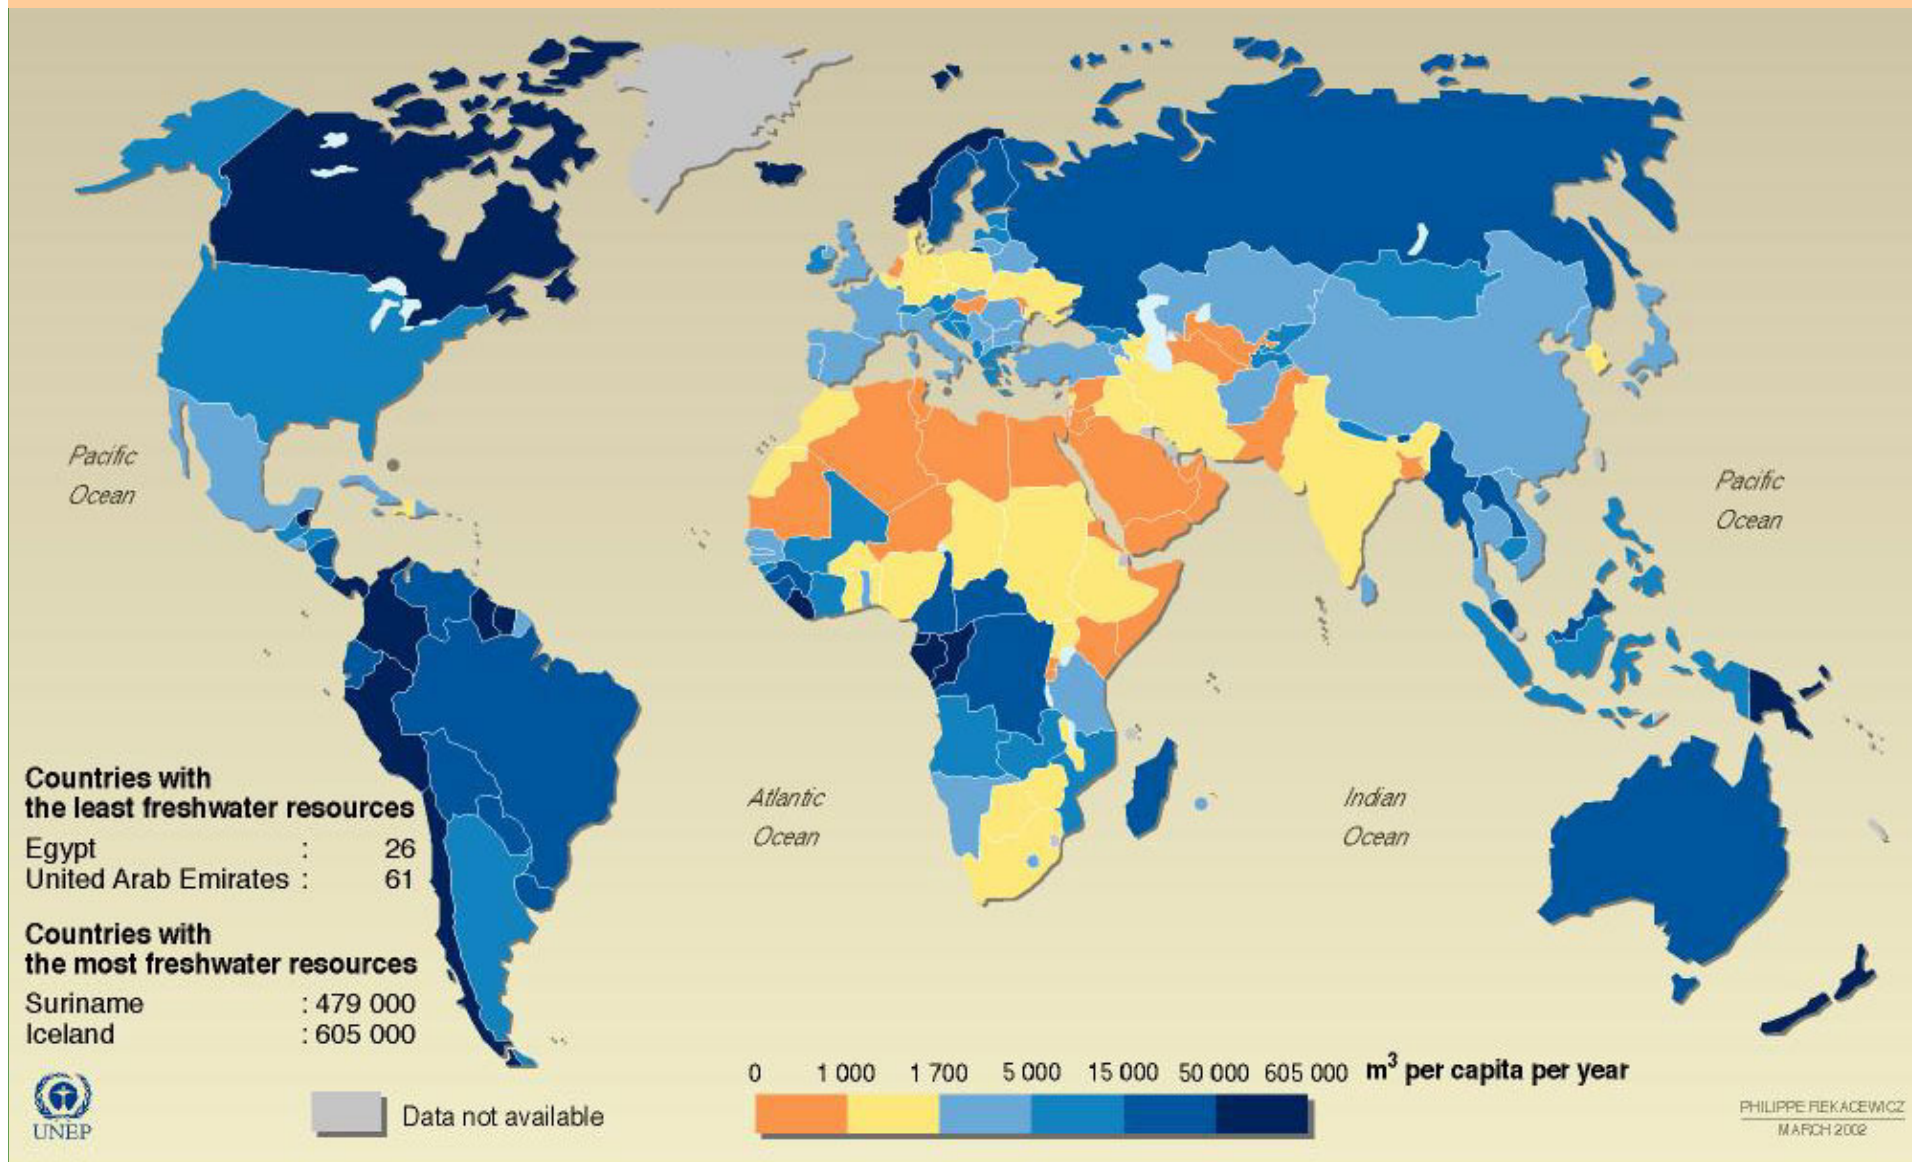 Pacific
Ocean
Pacific
Ocean
Atlantic
Ocean
Indian
Ocean
Countries with
the least freshwater resources
Egypt : 26
United Arab Emirates : 61
Countries with
the most freshwater resources
Suriname : 479 000
Iceland : 605 000
UNEP
Data not available
0 1 000 1 700 5 000 15 000 50 000 605 000 m³ per capita per year
PHILIPPE REKACEWICZ
MARCH 2002